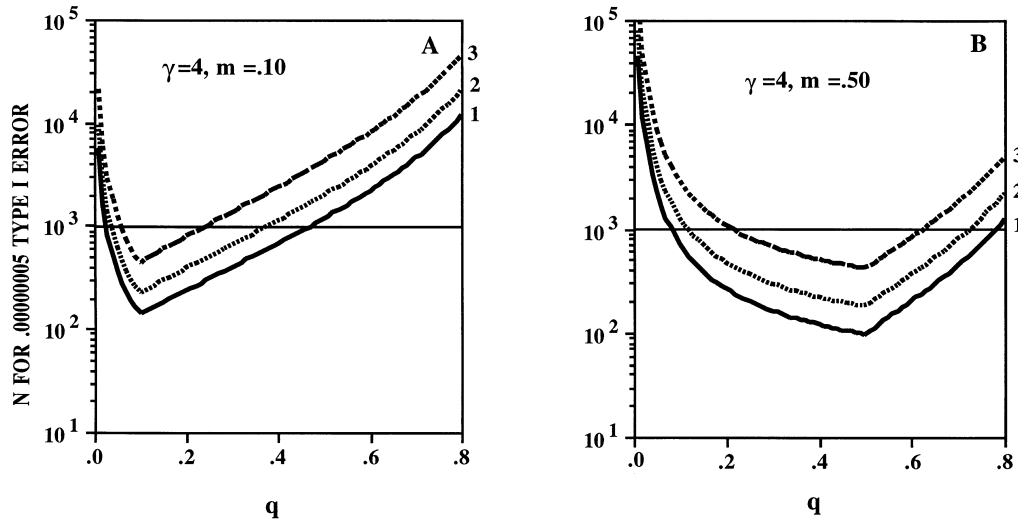 N FOR .00000005 TYPE I ERROR
10^5
10^4
10^3
10^2
10^1
A
γ=4, m =.10
3
2
1
.0 .2 .4 .6 .8
q
10^5
10^4
10^3
10^2
10^1
B
γ=4, m=.50
3
2
1
.0 .2 .4 .6 .8
q